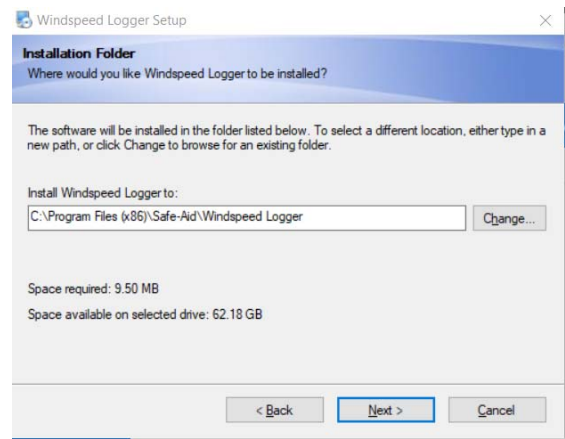 Windspeed Logger Setup
Installation Folder
Where would you like Windspeed Logger to be installed?
The software will be installed in the folder listed below. To select a different location, either type in a
new path, or click Change to browse for an existing folder.
Install Windspeed Logger to:
C:\Program Files (x86)\Safe-Aid\Windspeed Logger
Change...
Space required: 9.50 MB
Space available on selected drive: 62.18 GB
< Back
Next >
Cancel